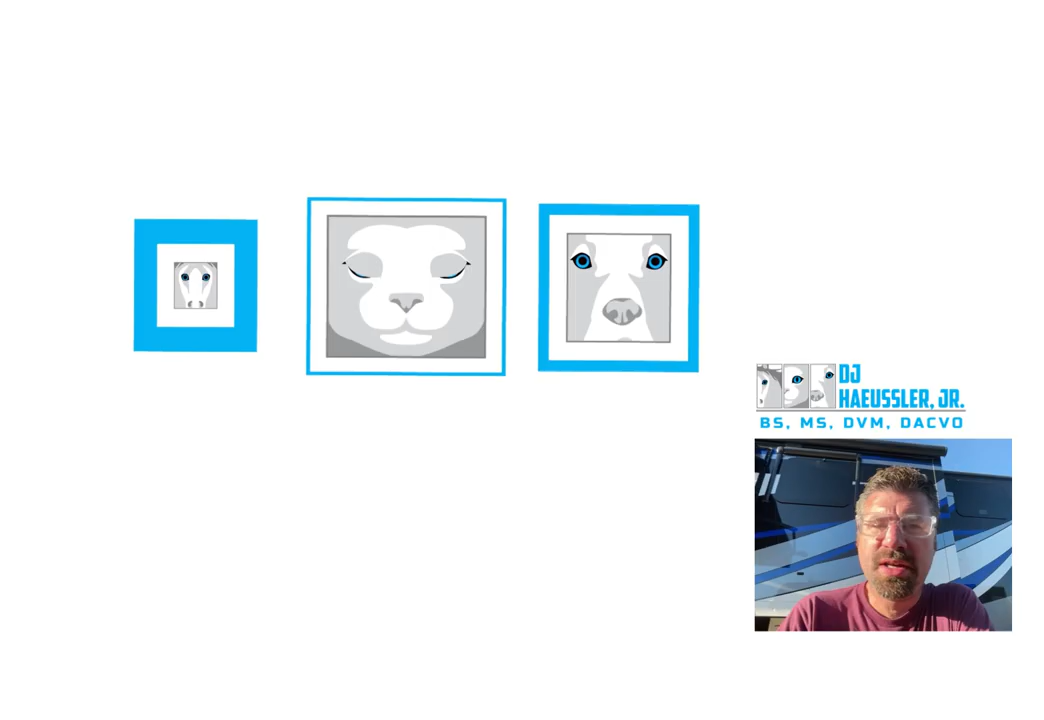 DJ
HAEUSSLER, JR.
BS, MS, DVM, DACVO